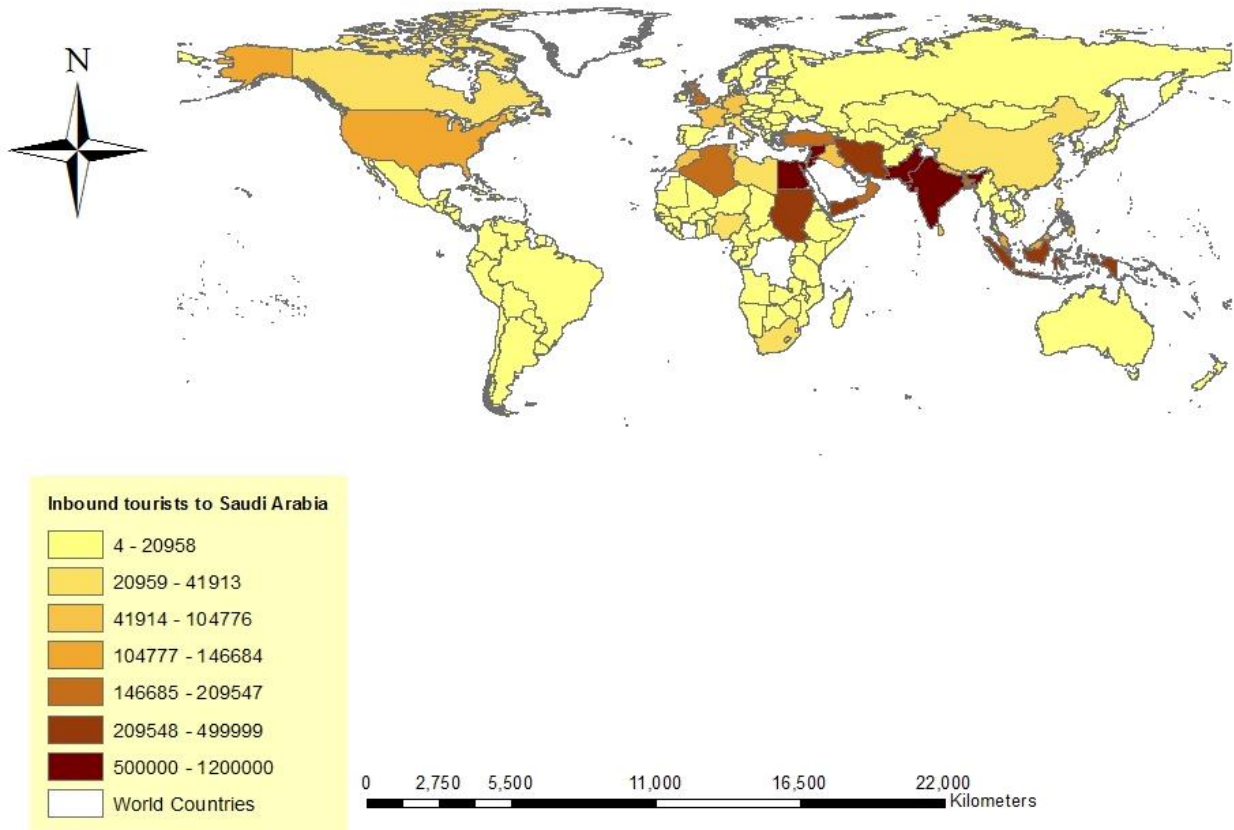 N
Inbound tourists to Saudi Arabia
4 - 20958
20959 - 41913
41914 - 104776
104777 - 146684
146685 - 209547
209548 - 499999
500000 - 1200000
World Countries
0 2,750 5,500 11,000 16,500 22,000
Kilometers